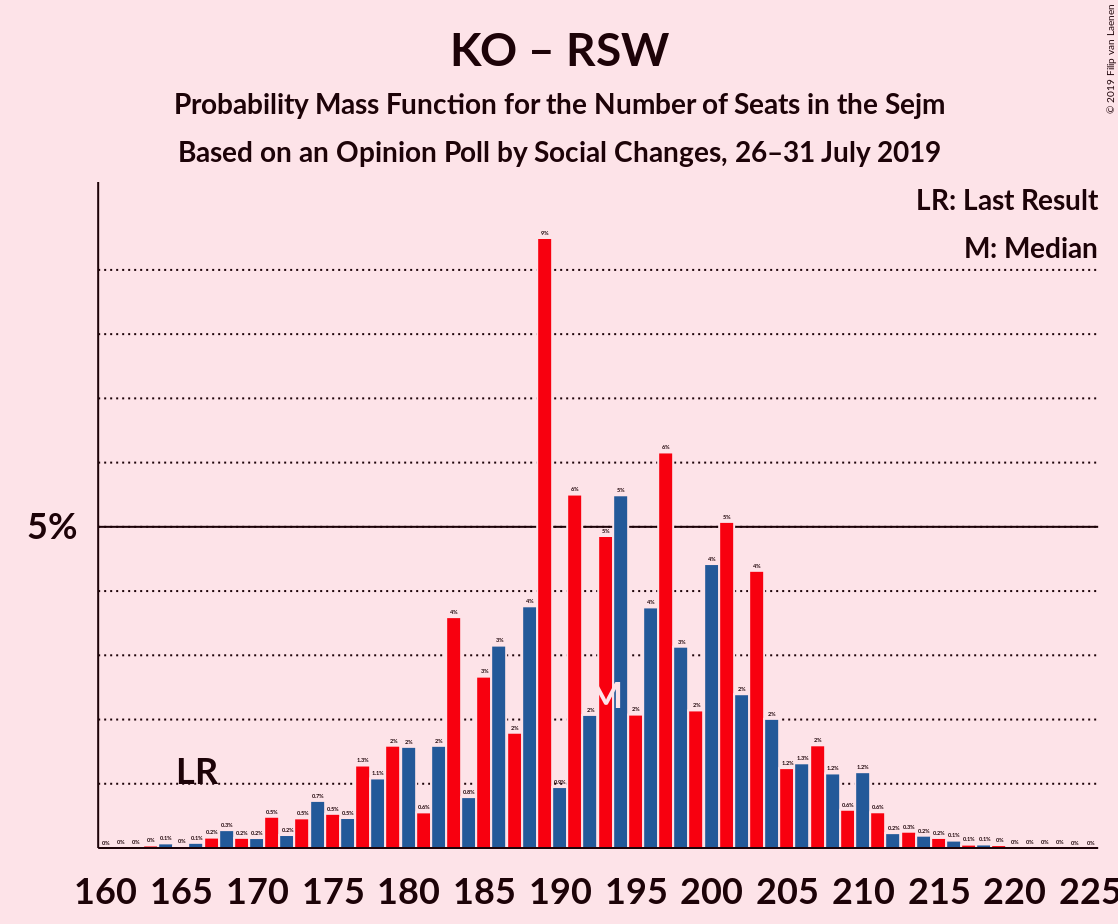 KO – RSW
Probability Mass Function for the Number of Seats in the Sejm
Based on an Opinion Poll by Social Changes, 26–31 July 2019
© 2019 Filip van Laenen
LR: Last Result
M: Median
5%
LR
M
0% 0% 0% 0% 0.1% 0% 0.1% 0.2% 0.3% 0.2% 0.2% 0.5% 0.2% 0.5% 0.7% 0.5% 0.5% 1.3% 1.1% 2% 2% 0.6% 2% 4% 0.8% 3% 3% 2% 4% 9% 0.9% 6% 2% 5% 5% 2% 4% 6% 3% 2% 4% 5% 2% 4% 2% 1.2% 1.3% 2% 1.2% 0.6% 1.2% 0.6% 0.2% 0.3% 0.2% 0.2% 0.1% 0.1% 0.1% 0% 0% 0% 0% 0% 0% 0%
160 165 170 175 180 185 190 195 200 205 210 215 220 225